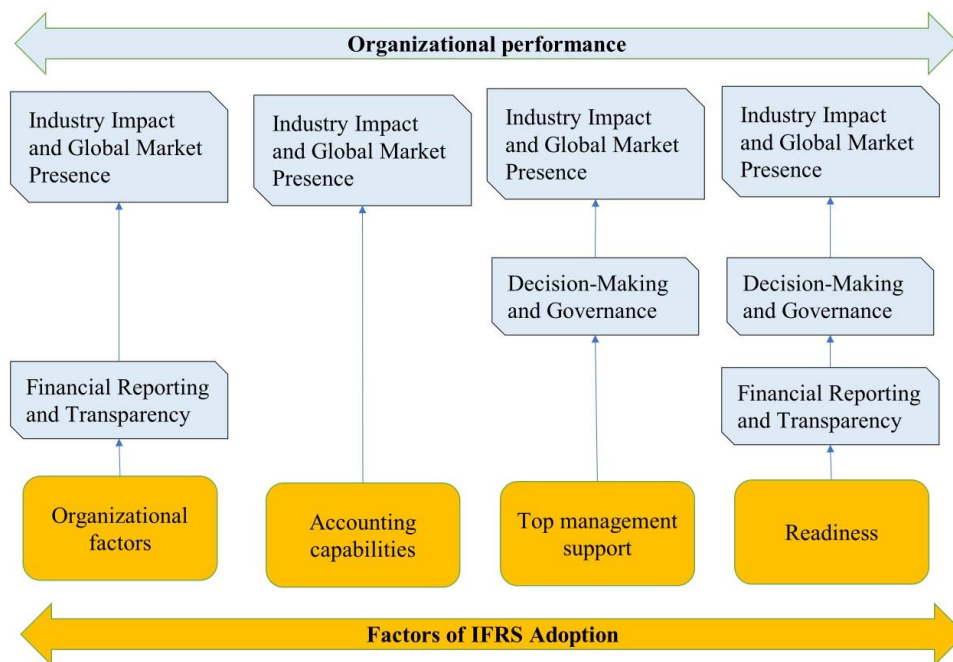 Organizational performance
Industry Impact
and Global Market
Presence
Industry Impact
and Global Market
Presence
Industry Impact
and Global Market
Presence
Industry Impact
and Global Market
Presence
Decision-Making
and Governance
Decision-Making
and Governance
Financial Reporting
and Transparency
Financial Reporting
and Transparency
Organizational
factors
Accounting
capabilities
Top management
support
Readiness
Factors of IFRS Adoption